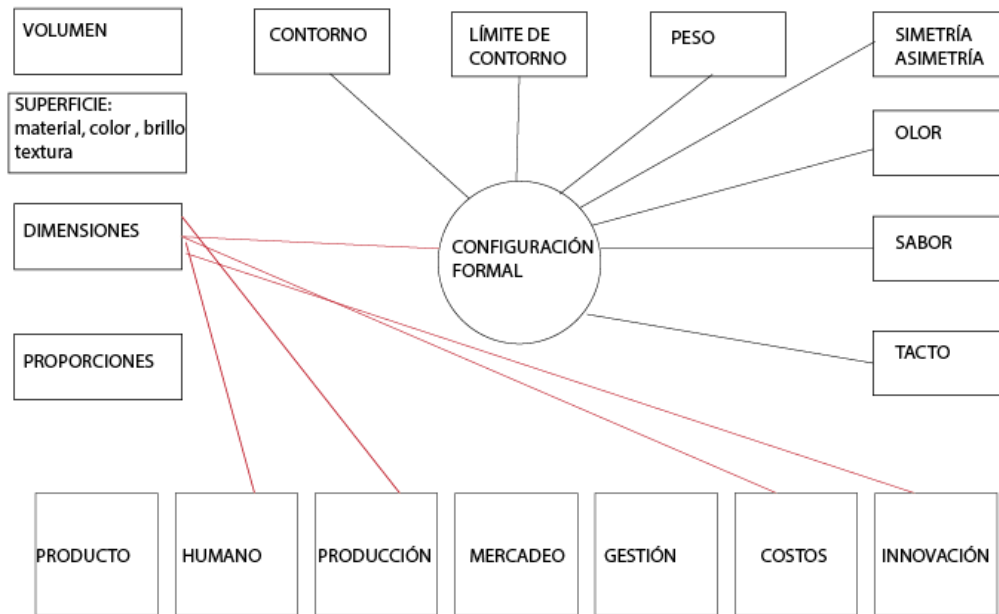 VOLUMEN
CONTORNO
LÍMITE DE
CONTORNO
PESO
SIMETRÍA
ASIMETRÍA
SUPERFICIE:
material, color , brillo
textura
OLOR
DIMENSIONES
CONFIGURACIÓN
FORMAL
SABOR
PROPORCIONES
TACTO
PRODUCTO
HUMANO
PRODUCCIÓN
MERCADEO
GESTIÓN
COSTOS
INNOVACIÓN